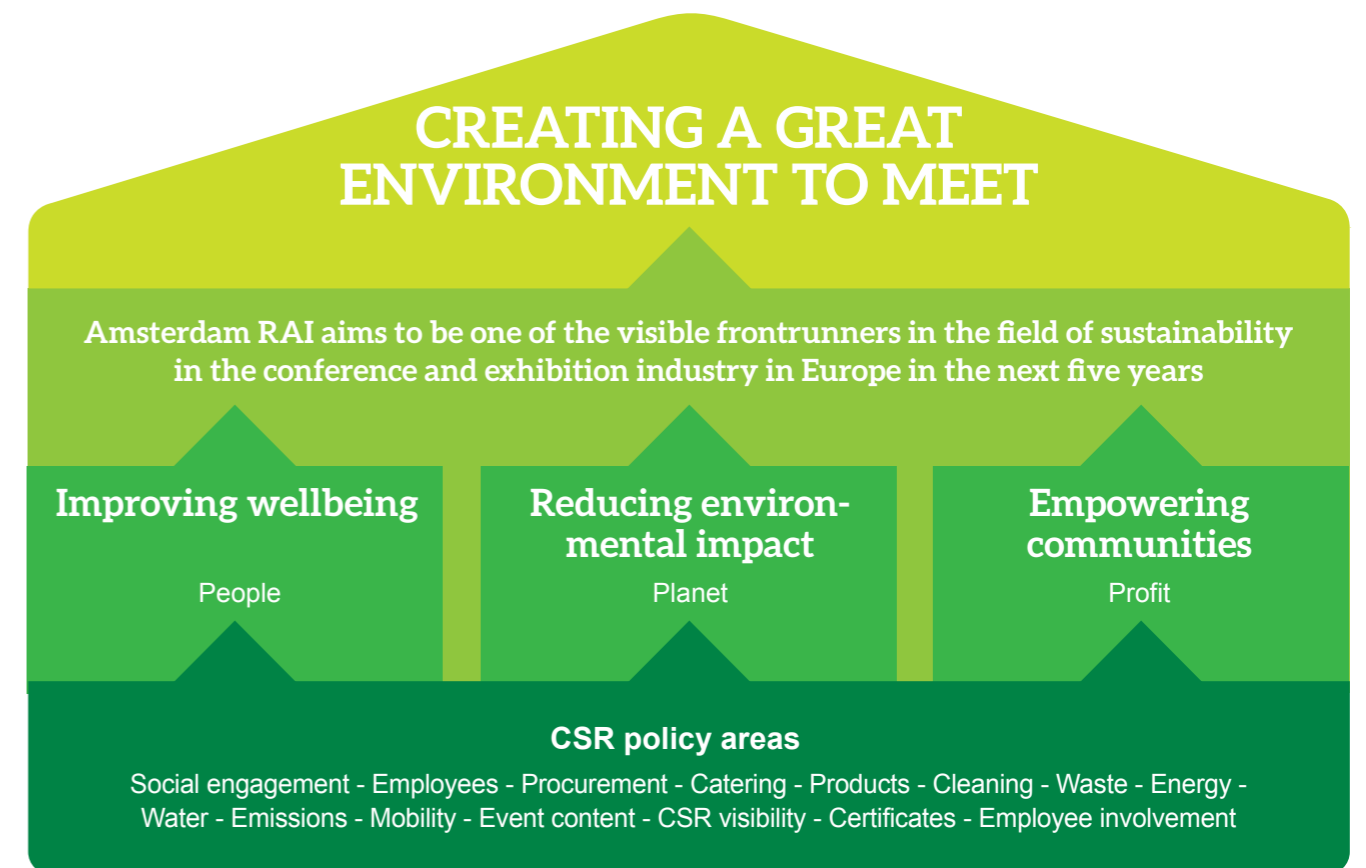 CREATING A GREAT
ENVIRONMENT TO MEET
Amsterdam RAI aims to be one of the visible frontrunners in the field of sustainability
in the conference and exhibition industry in Europe in the next five years
Improving wellbeing
People
Reducing environ-
mental impact
Planet
Empowering
communities
Profit
CSR policy areas
Social engagement - Employees - Procurement - Catering - Products - Cleaning - Waste - Energy -
Water - Emissions - Mobility - Event content - CSR visibility - Certificates - Employee involvement